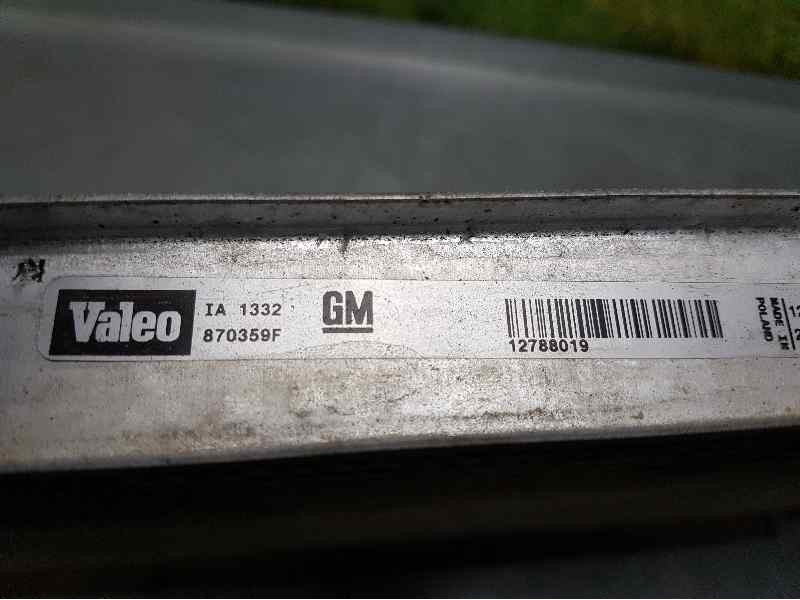 Valeo
IA 1332
870359F
GM
12788019
MADE IN
POLAND